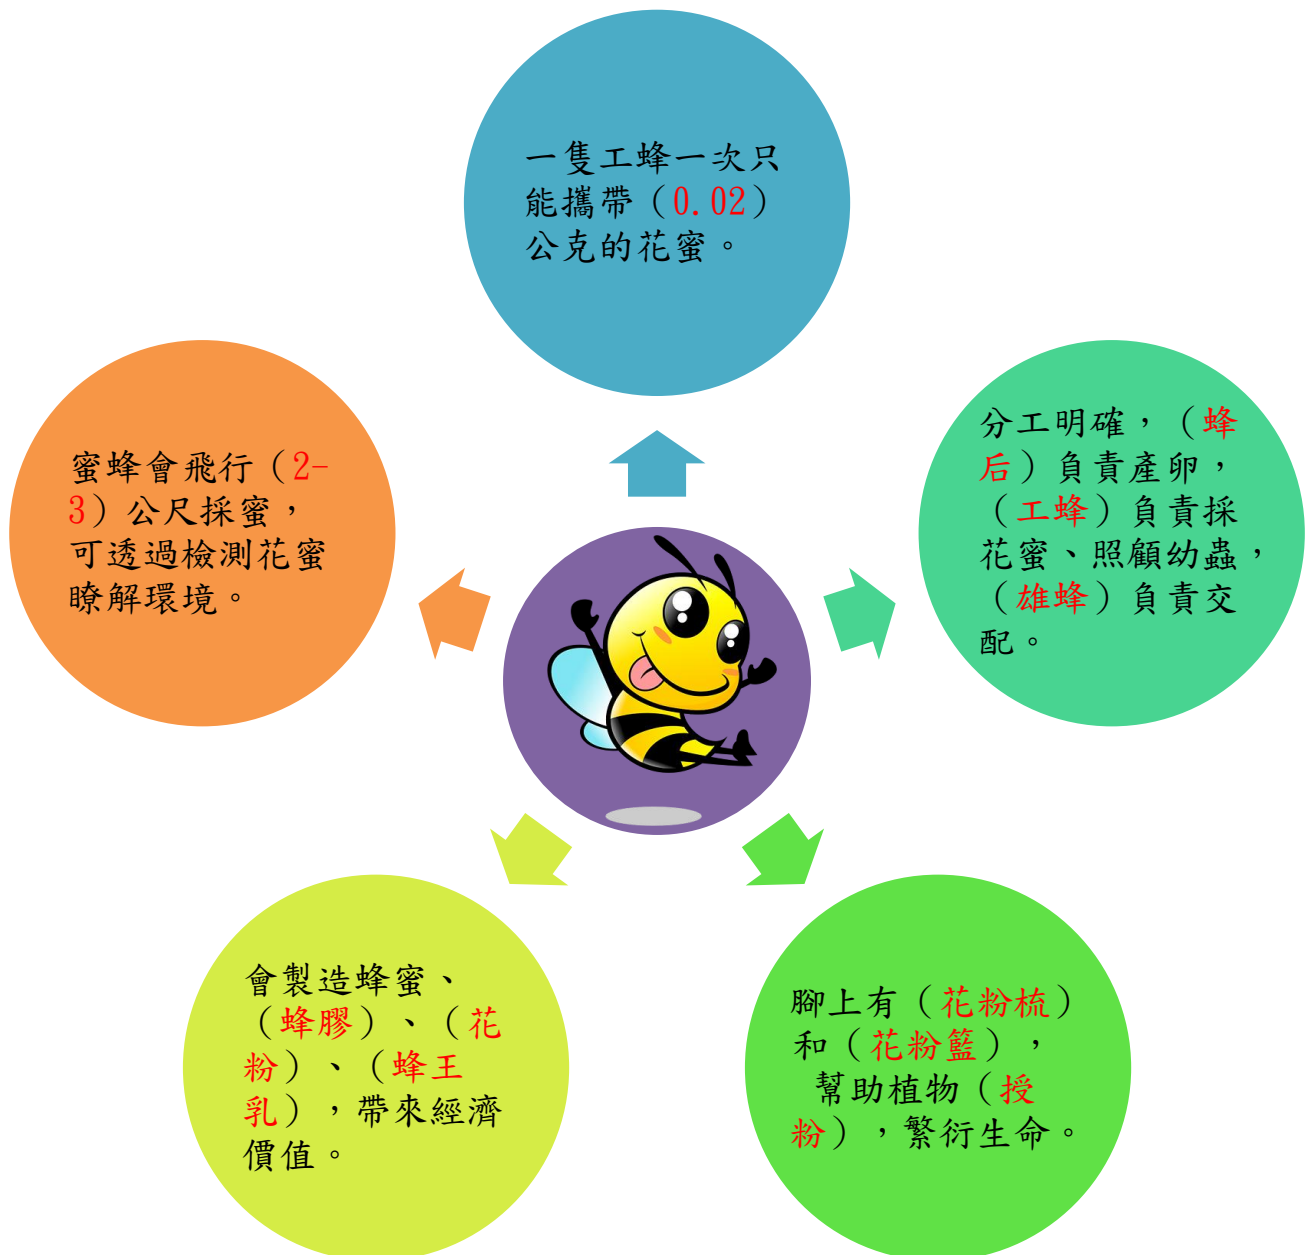 一隻工蜂一次只
能攜帶（0.02）
公克的花蜜。
分工明確，（蜂
后）負責產卵，
（工蜂）負責採
花蜜、照顧幼蟲，
（雄蜂）負責交
配。
腳上有（花粉梳）
和（花粉籃），
幫助植物（授
粉），繁衍生命。
會製造蜂蜜、
（蜂膠）、（花
粉）、（蜂王
乳），帶來經濟
價值。
蜜蜂會飛行（2-
3）公尺採蜜，
可透過檢測花蜜
瞭解環境。